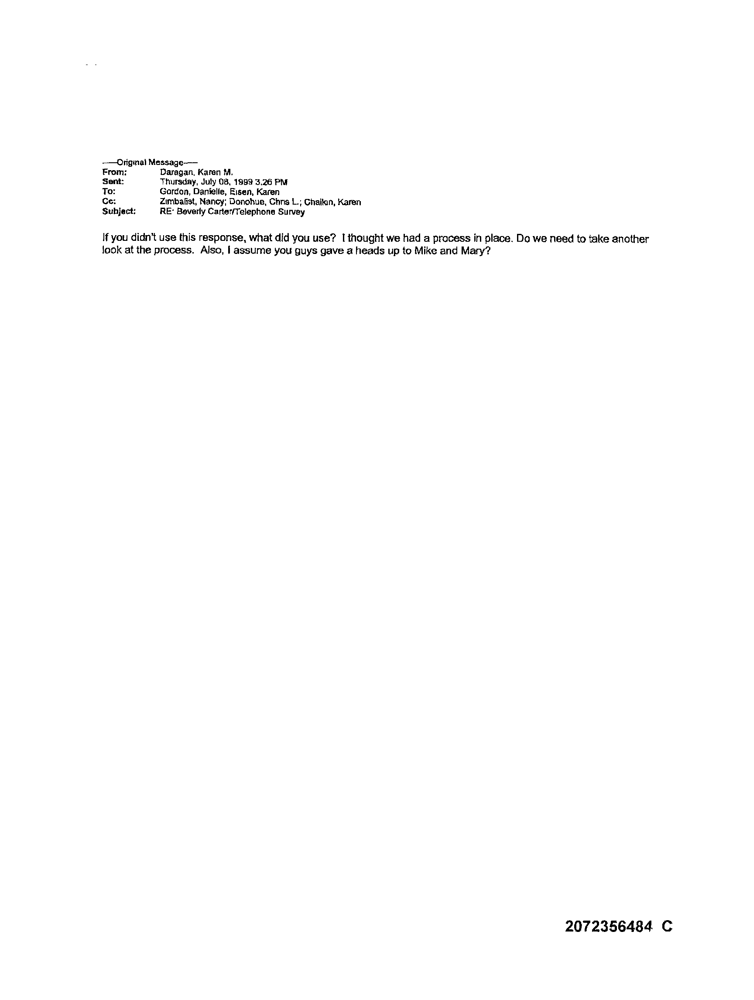 -----Original Message-----
From: Daragan, Karen M.
Sent: Thursday, July 08, 1999 3:26 PM
To: Gordon, Danielle, Eisen, Karen
Cc: Zimbalist, Nancy; Donohue, Chris L.; Chaikin, Karen
Subject: RE: Beverly Carter/Telephone Survey
If you didn't use this response, what did you use? I thought we had a process in place. Do we need to take another
look at the process. Also, I assume you guys gave a heads up to Mike and Mary?
2072356484 C